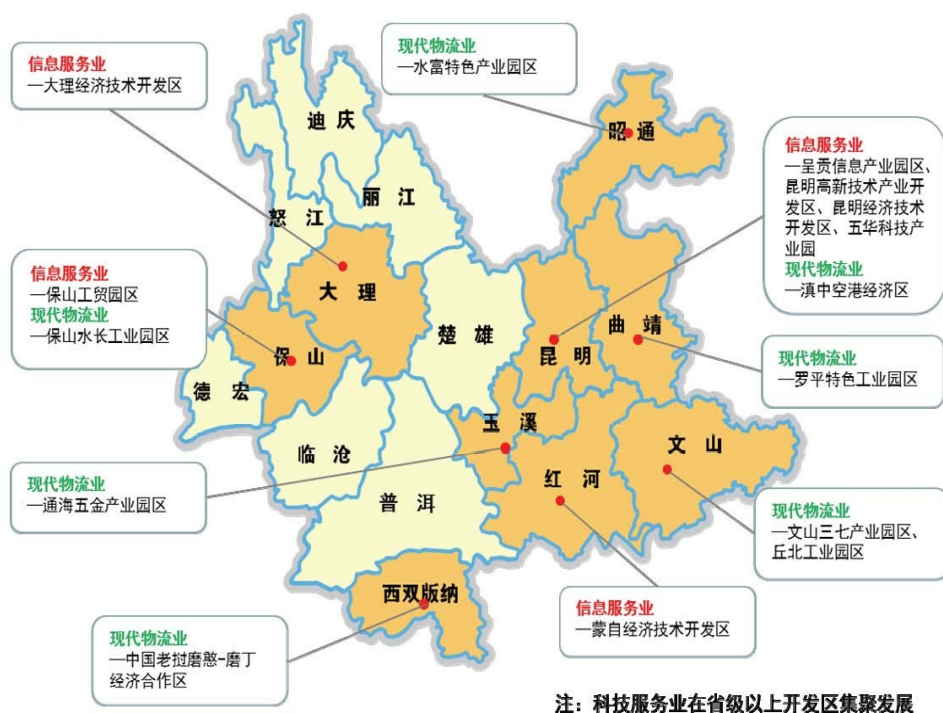 现代物流业
—水富特色产业园区
信息服务业
—大理经济技术开发区
迪庆
昭通
信息服务业
—呈贡信息产业园区、
昆明高新技术产业开
发区、昆明经济技术
开发区、五华科技产
业园
现代物流业
—滇中空港经济区
丽江
怒江
信息服务业
—保山工贸园区
现代物流业
—保山水长工业园区
大理
楚雄
曲靖
昆明
保山
德宏
现代物流业
—罗平特色工业园区
玉溪
文山
临沧
红河
普洱
现代物流业
—通海五金产业园区
现代物流业
—文山三七产业园区、
丘北工业园区
西双版纳
信息服务业
—蒙自经济技术开发区
现代物流业
—中国老挝磨憨-磨丁
经济合作区
注：科技服务业在省级以上开发区集聚发展